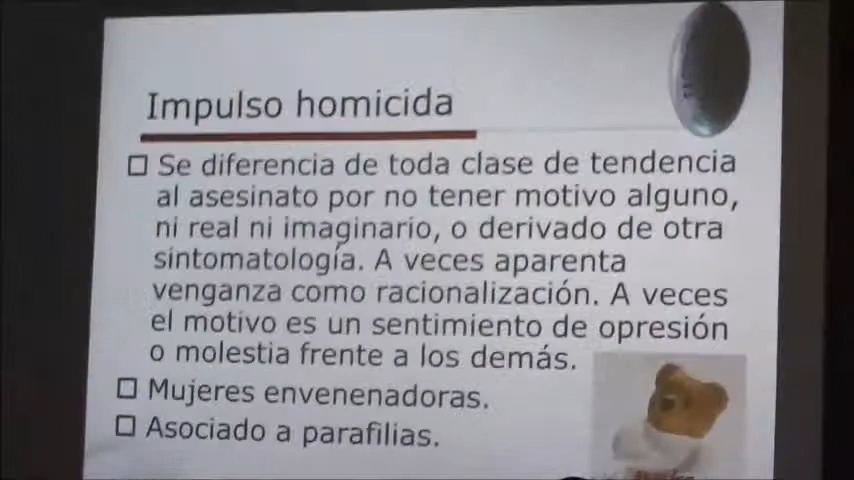 Impulso homicida
Se diferencia de toda clase de tendencia
al asesinato por no tener motivo alguno,
ni real ni imaginario, o derivado de otra
sintomatología. A veces aparenta
venganza como racionalización. A veces
el motivo es un sentimiento de opresión
o molestia frente a los demás.
Mujeres envenenadoras.
Asociado a parafilias.